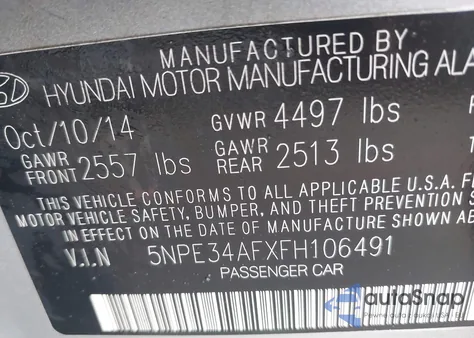 MANUFACTURED BY
HYUNDAI MOTOR MANUFACTURING ALA
Oct/10/14 GVWR 4497 lbs
GAWR FRONT 2557 lbs GAWR REAR 2513 lbs
THIS VEHICLE CONFORMS TO ALL APPLICABLE U.S.A. F
MOTOR VEHICLE SAFETY, BUMPER, AND THEFT PREVENTION
IN EFFECT ON THE DATE OF MANUFACTURE SHOWN AB
V.I.N 5NPE34AFXFH106491
PASSENGER CAR
autoSnap